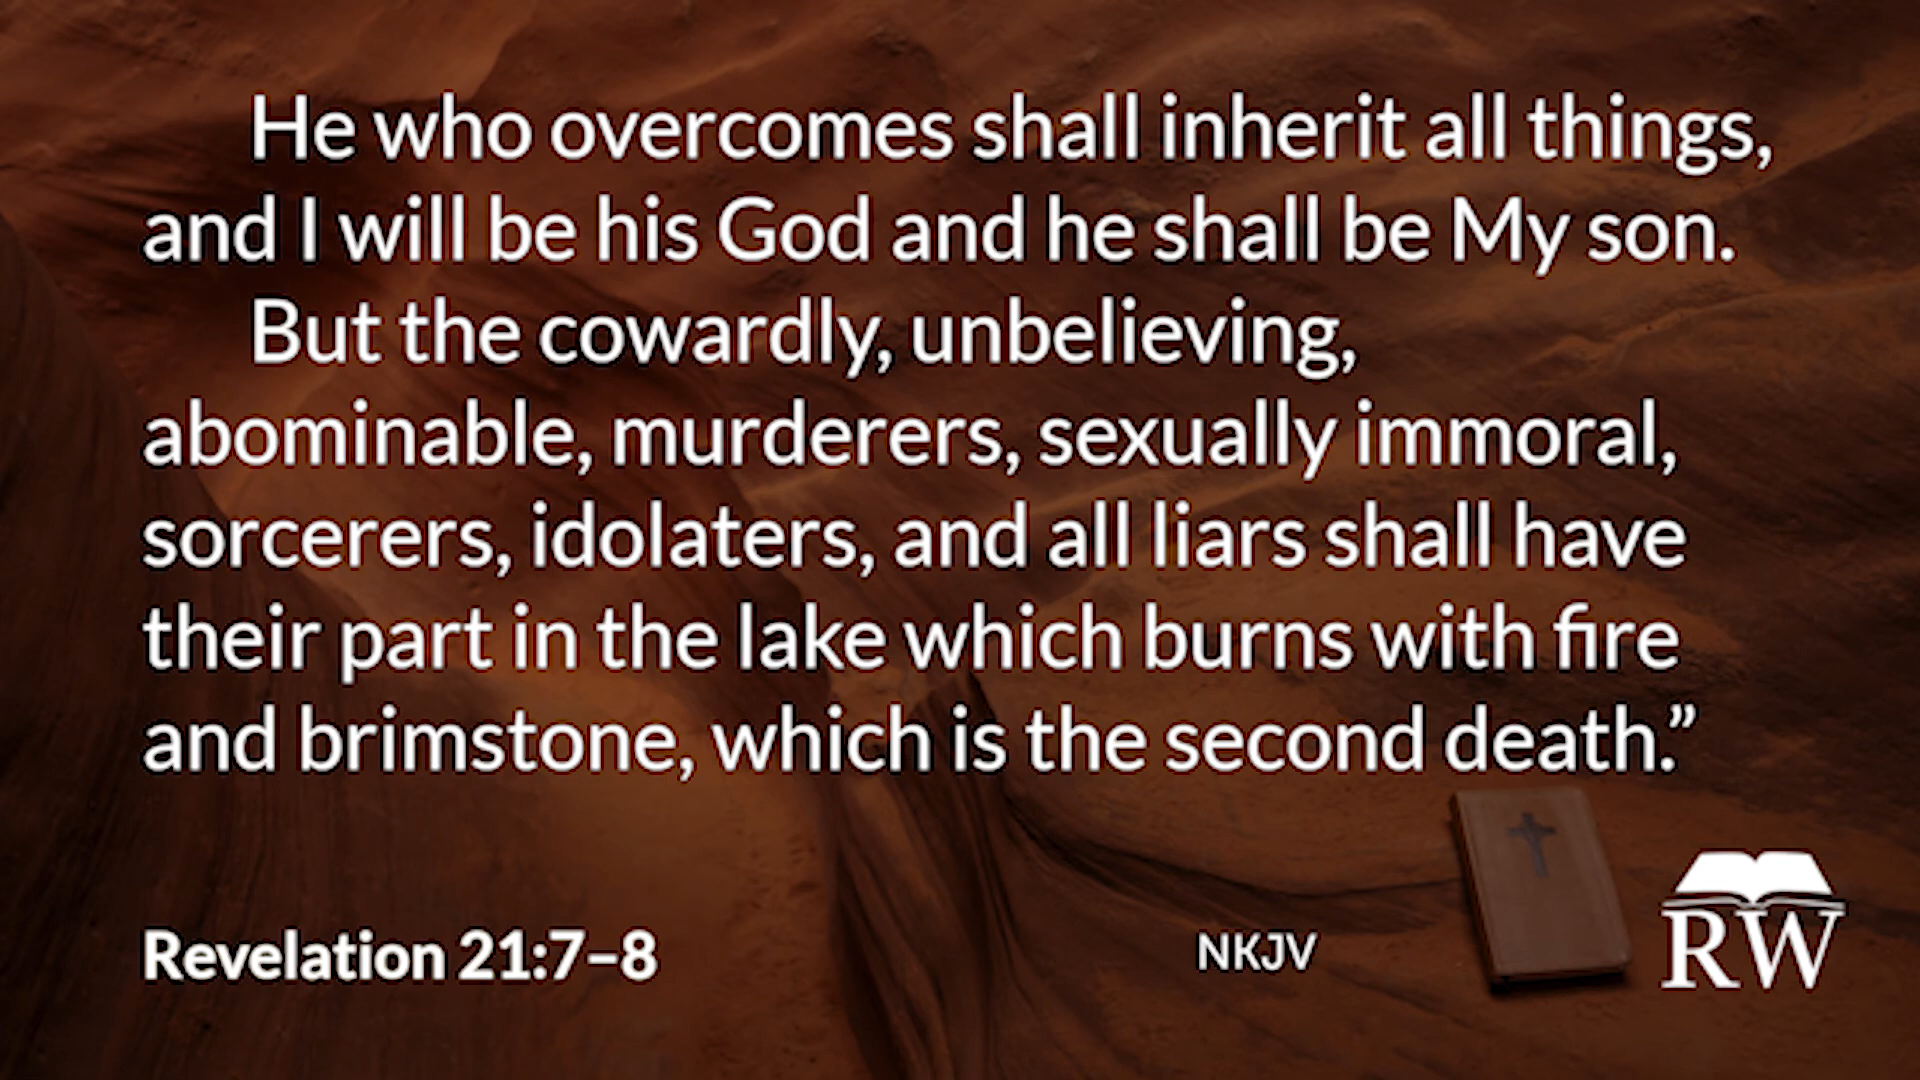 He who overcomes shall inherit all things,
and I will be his God and he shall be My son.
But the cowardly, unbelieving,
abominable, murderers, sexually immoral,
sorcerers, idolaters, and all liars shall have
their part in the lake which burns with fire
and brimstone, which is the second death.”
Revelation 21:7–8
NKJV
RW